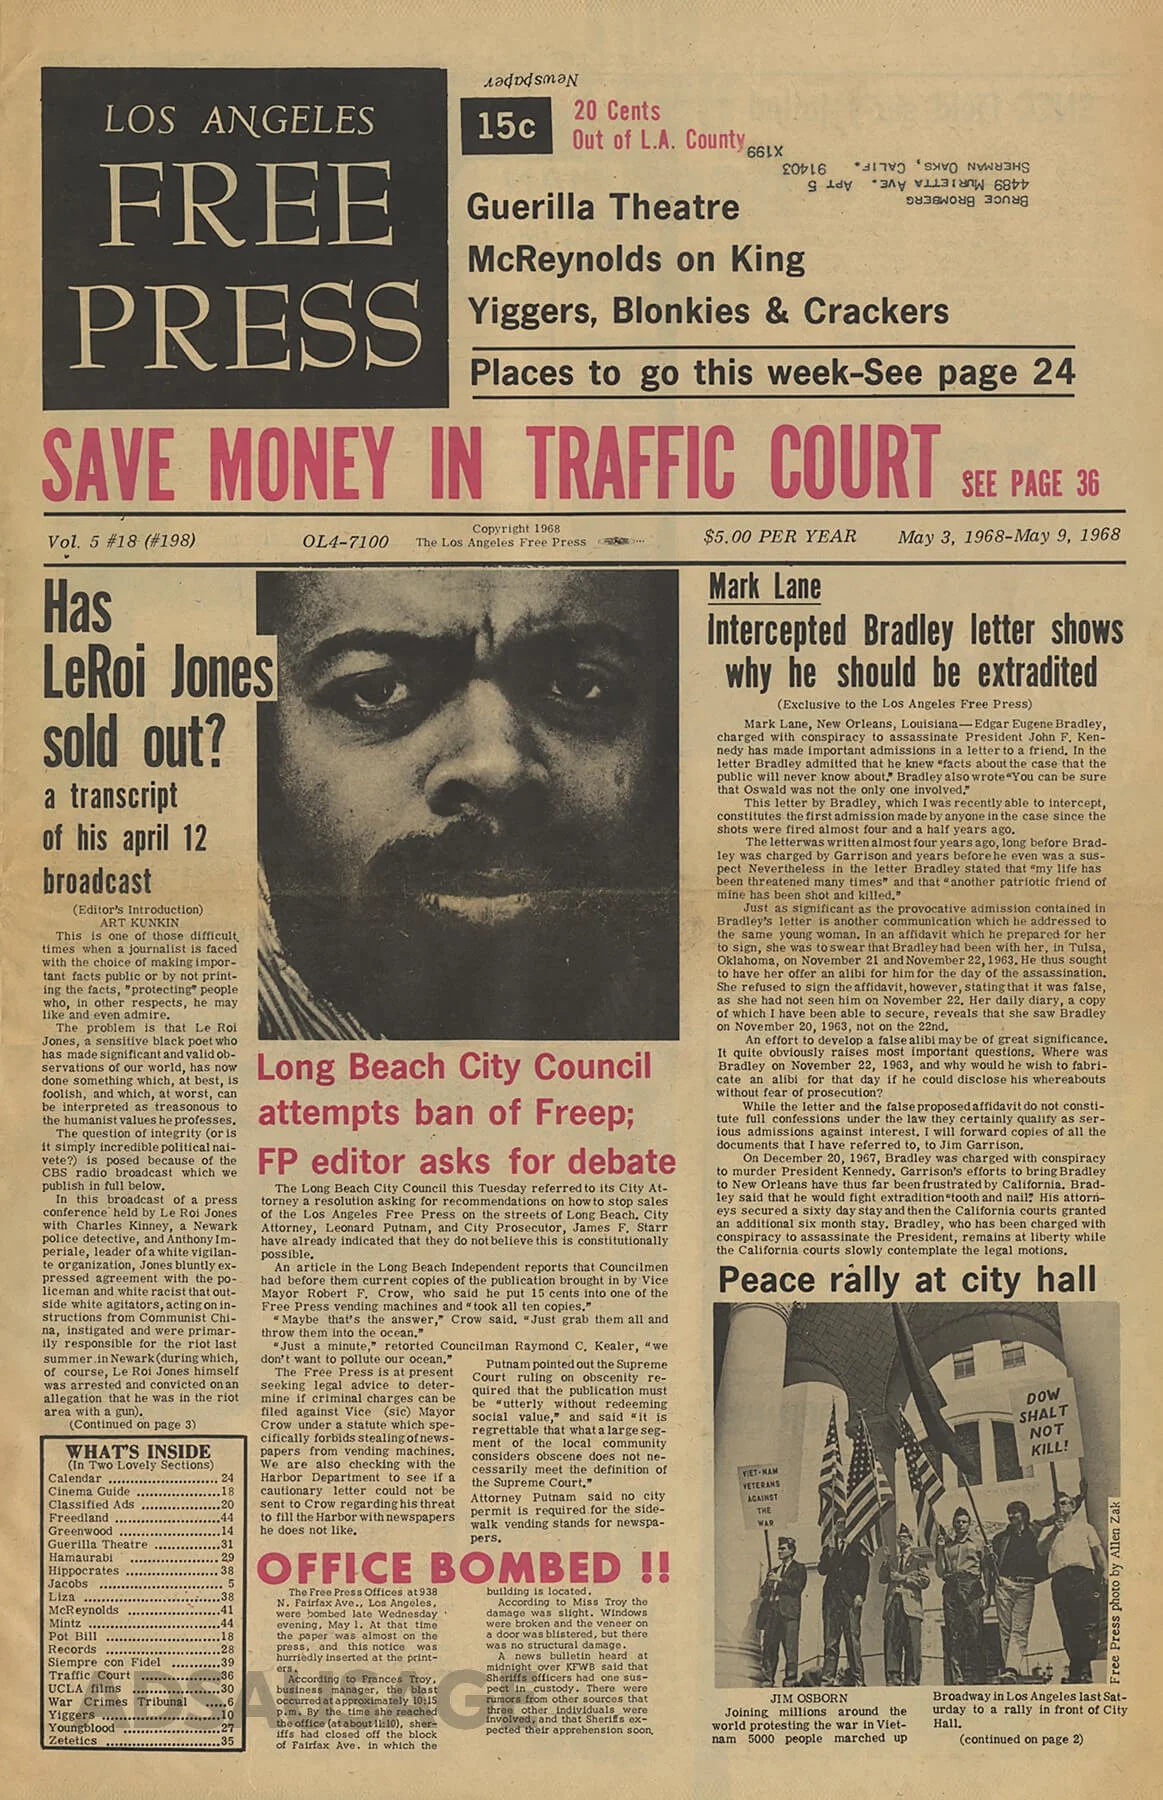 LOS ANGELES
FREE
PRESS
Newspaper
15c
20 Cents
Out of L.A. County
X199
BRUCE BROMBERG
4489 MURIETTA AVE. APT 5
SHERMAN OAKS, CALIF. 91403
Guerilla Theatre
McReynolds on King
Yiggers, Blonkies & Crackers
Places to go this week-See page 24
SAVE MONEY IN TRAFFIC COURT SEE PAGE 36
Vol. 5 #18 (#198)
OL4-7100
Copyright 1968
The Los Angeles Free Press
$5.00 PER YEAR
May 3, 1968-May 9, 1968
Has
LeRoi Jones
sold out?
a transcript
of his april 12
broadcast
(Editor's Introduction)
ART KUNKIN
This is one of those difficult
times when a journalist is faced
with the choice of making impor-
tant facts public or by not print-
ing the facts, "protecting" people
who, in other respects, he may
like and even admire.
The problem is that Le Roi
Jones, a sensitive black poet who
has made significant and valid ob-
servations of our world, has now
done something which, at best, is
foolish, and which, at worst, can
be interpreted as treasonous to
the humanist values he professes.
The question of integrity (or is
it simply incredible political nai-
vete?) is posed because of the
CBS radio broadcast which we
publish in full below.
In this broadcast of a press
conference held by Le Roi Jones
with Charles Kinney, a Newark
police detective, and Anthony Im-
periale, leader of a white vigilan-
te organization, Jones bluntly ex-
pressed agreement with the po-
liceman and white racist that out-
side white agitators, acting on in-
structions from Communist Chi-
na, instigated and were primar-
ily responsible for the riot last
summer in Newark (during which,
of course, Le Roi Jones himself
was arrested and convicted on an
allegation that he was in the riot
area with a gun).
(Continued on page 3)
WHAT'S INSIDE
(In Two Lovely Sections)
Calendar ........................ 24
Cinema Guide .................18
Classified Ads .................20
Freedland .......................44
Greenwood .....................14
Guerilla Theatre ..............31
Hamaurabi ....................29
Hippocrates ...................38
Jacobs ........................... 5
Liza ...............................38
McReynolds ...................41
Mintz .............................44
Pot Bill .........................18
Records .........................28
Siempre con Fidel ..........39
Traffic Court ..................36
UCLA films ....................30
War Crimes Tribunal ....6
Yiggers ..........................10
Youngblood ....................27
Zetetics .........................35
Long Beach City Council
attempts ban of Freep;
FP editor asks for debate
The Long Beach City Council this Tuesday referred to its City At-
torney a resolution asking for recommendations on how to stop sales
of the Los Angeles Free Press on the streets of Long Beach. City
Attorney, Leonard Putnam, and City Prosecutor, James F. Starr
have already indicated that they do not believe this is constitutionally
possible.
An article in the Long Beach Independent reports that Councilmen
had before them current copies of the publication brought in by Vice
Mayor Robert F. Crow, who said he put 15 cents into one of the
Free Press vending machines and "took all ten copies."
"Maybe that's the answer," Crow said. "Just grab them all and
throw them into the ocean."
"Just a minute," retorted Councilman Raymond C. Kealer, "we
don't want to pollute our ocean."
The Free Press is at present
seeking legal advice to deter-
mine if criminal charges can be
filed against Vice (sic) Mayor
Crow under a statute which spe-
cifically forbids stealing of news-
papers from vending machines.
We are also checking with the
Harbor Department to see if a
cautionary letter could not be
sent to Crow regarding his threat
to fill the Harbor with newspapers
he does not like.
Putnam pointed out the Supreme
Court ruling on obscenity re-
quired that the publication must
be "utterly without redeeming
social value," and said "it is
regrettable that what a large seg-
ment of the local community
considers obscene does not ne-
cessarily meet the definition of
the Supreme Court."
Attorney Putnam said no city
permit is required for the side-
walk vending stands for newspa-
pers.
OFFICE BOMBED !!
The Free Press Offices at 938
N. Fairfax Ave., Los Angeles,
were bombed late Wednesday
evening, May 1. At that time
the paper was almost on the
press, and this notice was
hurriedly inserted at the print-
ers.
According to Frances Troy,
business manager, the blast
occurred at approximately 10:15
p.m. By the time she reached
the office (at about 11:10), sher-
iffs had closed off the block
of Fairfax Ave. in which the
building is located.
According to Miss Troy the
damage was slight. Windows
were broken and the veneer on
a door was blistered, but there
was no structural damage.
A news bulletin heard at
midnight over KFWB said that
Sheriffs officers had one sus-
pect in custody. There were
rumors from other sources that
three other individuals were
involved, and that Sheriffs ex-
pected their apprehension soon.
Mark Lane
Intercepted Bradley letter shows
why he should be extradited
(Exclusive to the Los Angeles Free Press)
Mark Lane, New Orleans, Louisiana—Edgar Eugene Bradley,
charged with conspiracy to assassinate President John F. Ken-
nedy has made important admissions in a letter to a friend. In the
letter Bradley admitted that he knew "facts about the case that the
public will never know about." Bradley also wrote "You can be sure
that Oswald was not the only one involved."
This letter by Bradley, which I was recently able to intercept,
constitutes the first admission made by anyone in the case since the
shots were fired almost four and a half years ago.
The letter was written almost four years ago, long before Brad-
ley was charged by Garrison and years before he even was a sus-
pect Nevertheless in the letter Bradley stated that "my life has
been threatened many times" and that "another patriotic friend of
mine has been shot and killed."
Just as significant as the provocative admission contained in
Bradley's letter is another communication which he addressed to
the same young woman. In an affidavit which he prepared for her
to sign, she was to swear that Bradley had been with her, in Tulsa,
Oklahoma, on November 21 and November 22, 1963. He thus sought
to have her offer an alibi for him for the day of the assassination.
She refused to sign the affidavit, however, stating that it was false,
as she had not seen him on November 22. Her daily diary, a copy
of which I have been able to secure, reveals that she saw Bradley
on November 20, 1963, not on the 22nd.
An effort to develop a false alibi may be of great significance.
It quite obviously raises most important questions. Where was
Bradley on November 22, 1963, and why would he wish to fabri-
cate an alibi for that day if he could disclose his whereabouts
without fear of prosecution?
While the letter and the false proposed affidavit do not consti-
tute full confessions under the law they certainly qualify as ser-
ious admissions against interest. I will forward copies of all the
documents that I have referred to, to Jim Garrison.
On December 20, 1967, Bradley was charged with conspiracy
to murder President Kennedy. Garrison's efforts to bring Bradley
to New Orleans have thus far been frustrated by California. Brad-
ley said that he would fight extradition "tooth and nail." His attorn-
eys secured a sixty day stay and then the California courts granted
an additional six month stay. Bradley, who has been charged with
conspiracy to assassinate the President, remains at liberty while
the California courts slowly contemplate the legal motions.
Peace rally at city hall
VIET-NAM
VETERANS
AGAINST
THE
WAR
DOW
SHALT
NOT
KILL!
Free Press photo by Allen Zak
JIM OSBORN
Joining millions around the
world protesting the war in Viet-
nam 5000 people marched up
Broadway in Los Angeles last Sat-
urday to a rally in front of City
Hall.
(continued on page 2)